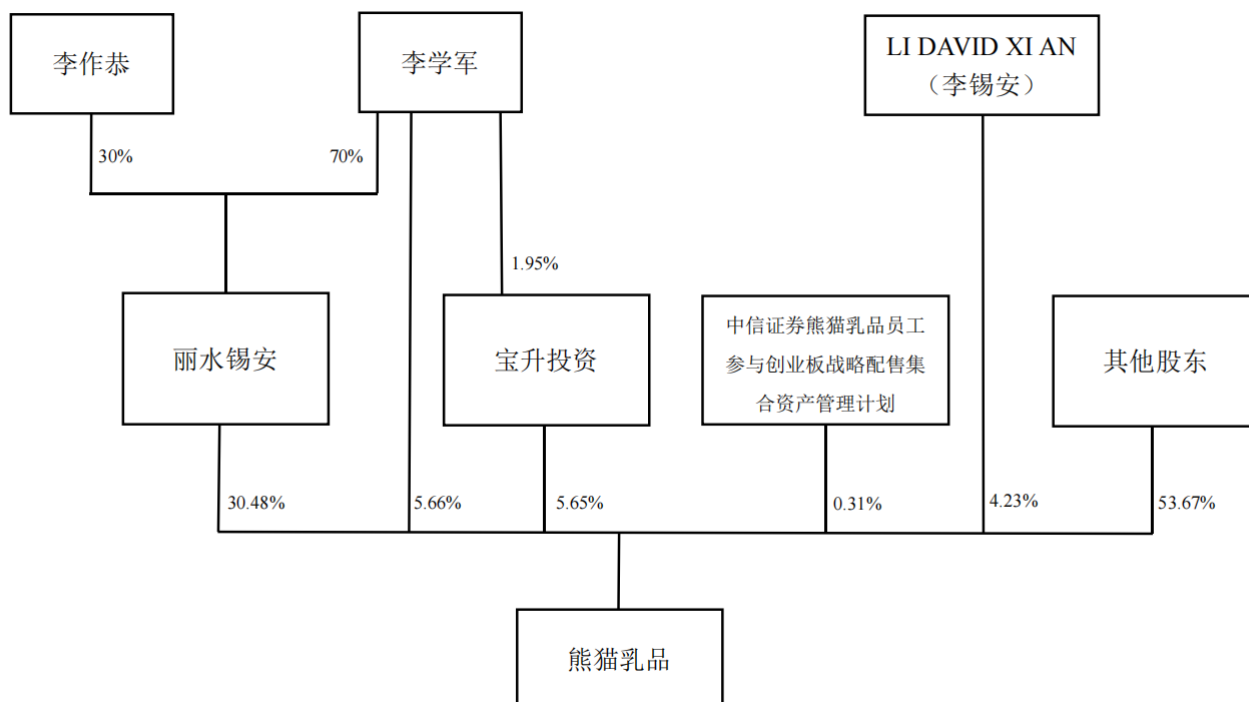 李作恭
李学军
LI DAVID XI AN
（李锡安）
30%
70%
1.95%
丽水锡安
宝升投资
中信证券熊猫乳品员工
参与创业板战略配售集
合资产管理计划
其他股东
30.48%
5.66%
5.65%
0.31%
4.23%
53.67%
熊猫乳品